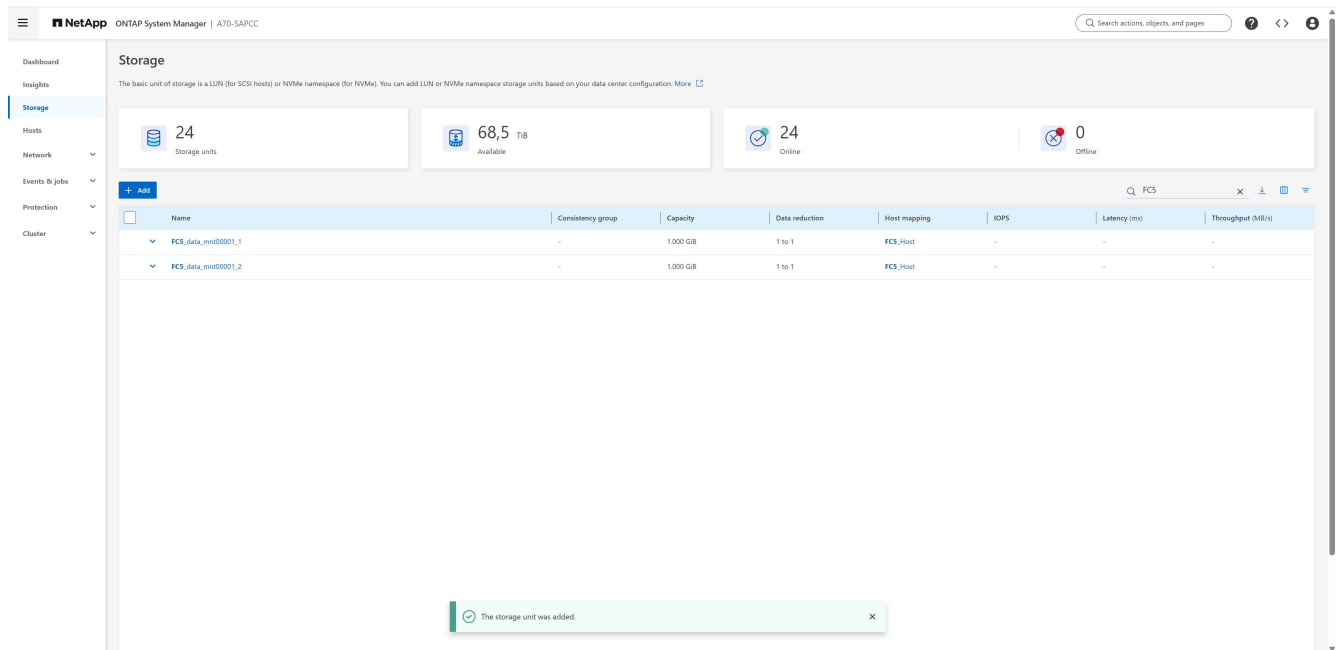 NetApp ONTAP System Manager | A70-SAPCC
Search actions, objects, and pages
Dashboard
Insights
Storage
Hosts
Network
Events & jobs
Protection
Cluster
Storage
The basic unit of storage is a LUN (for SCSI hosts) or NVMe namespace (for NVMe). You can add LUN or NVMe namespace storage units based on your data center configuration. More
24
Storage units
68,5 TiB
Available
24
Online
0
Offline
+ Add
FC5
Name Consistency group Capacity Data reduction Host mapping IOPS Latency (ms) Throughput (MB/s)
FC5_data_mnt00001_1 - 1.000 GiB 1 to 1 FC5_Host - - -
FC5_data_mnt00001_2 - 1.000 GiB 1 to 1 FC5_Host - - -
The storage unit was added.